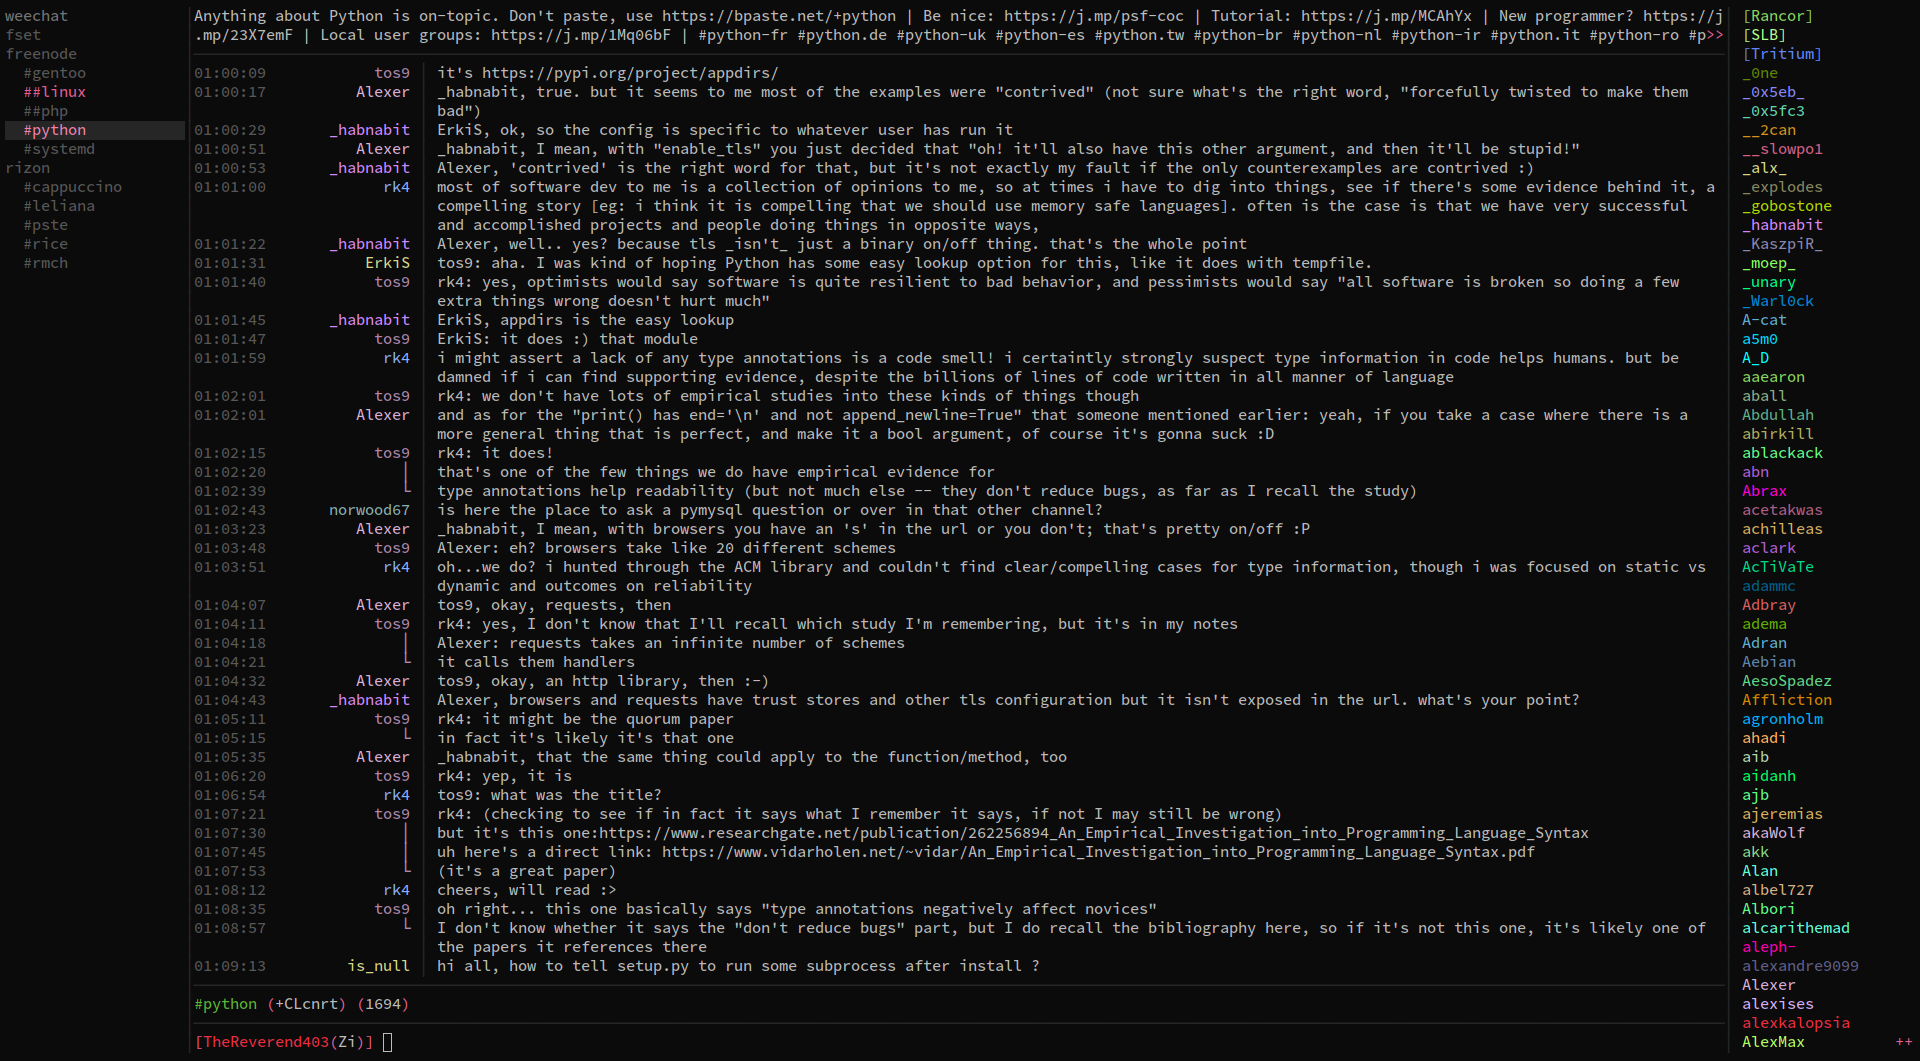 weechat
fset
freenode
#gentoo
##linux
##php
#python
#systemd
rizon
#cappuccino
#leliana
#pste
#rice
#rmch
Anything about Python is on-topic. Don't paste, use https://bpaste.net/+python | Be nice: https://j.mp/psf-coc | Tutorial: https://j.mp/MCAhYx | New programmer? https://j
.mp/23X7emF | Local user groups: https://j.mp/1Mq06bF | #python-fr #python.de #python-uk #python-es #python.tw #python-br #python-nl #python-ir #python.it #python-ro #p>>
01:00:09 tos9 it's https://pypi.org/project/appdirs/
01:00:17 Alexer _habnabit, true. but it seems to me most of the examples were "contrived" (not sure what's the right word, "forcefully twisted to make them
bad")
01:00:29 _habnabit ErkiS, ok, so the config is specific to whatever user has run it
01:00:51 Alexer _habnabit, I mean, with "enable_tls" you just decided that "oh! it'll also have this other argument, and then it'll be stupid!"
01:00:53 _habnabit Alexer, 'contrived' is the right word for that, but it's not exactly my fault if the only counterexamples are contrived :)
01:01:00 rk4 most of software dev to me is a collection of opinions to me, so at times i have to dig into things, see if there's some evidence behind it, a
compelling story [eg: i think it is compelling that we should use memory safe languages]. often is the case is that we have very successful
and accomplished projects and people doing things in opposite ways,
01:01:22 _habnabit Alexer, well.. yes? because tls _isn't_ just a binary on/off thing. that's the whole point
01:01:31 ErkiS tos9: aha. I was kind of hoping Python has some easy lookup option for this, like it does with tempfile.
01:01:40 tos9 rk4: yes, optimists would say software is quite resilient to bad behavior, and pessimists would say "all software is broken so doing a few
extra things wrong doesn't hurt much"
01:01:45 _habnabit ErkiS, appdirs is the easy lookup
01:01:47 tos9 ErkiS: it does :) that module
01:01:59 rk4 i might assert a lack of any type annotations is a code smell! i certaintly strongly suspect type information in code helps humans. but be
damned if i can find supporting evidence, despite the billions of lines of code written in all manner of language
01:02:01 tos9 rk4: we don't have lots of empirical studies into these kinds of things though
01:02:01 Alexer and as for the "print() has end='\n' and not append_newline=True" that someone mentioned earlier: yeah, if you take a case where there is a
more general thing that is perfect, and make it a bool argument, of course it's gonna suck :D
01:02:15 tos9 rk4: it does!
01:02:20 that's one of the few things we do have empirical evidence for
01:02:39 type annotations help readability (but not much else -- they don't reduce bugs, as far as I recall the study)
01:02:43 norwood67 is here the place to ask a pymysql question or over in that other channel?
01:03:23 Alexer _habnabit, I mean, with browsers you have an 's' in the url or you don't; that's pretty on/off :P
01:03:48 tos9 Alexer: eh? browsers take like 20 different schemes
01:03:51 rk4 oh...we do? i hunted through the ACM library and couldn't find clear/compelling cases for type information, though i was focused on static vs
dynamic and outcomes on reliability
01:04:07 Alexer tos9, okay, requests, then
01:04:11 tos9 rk4: yes, I don't know that I'll recall which study I'm remembering, but it's in my notes
01:04:18 Alexer: requests takes an infinite number of schemes
01:04:21 it calls them handlers
01:04:32 Alexer tos9, okay, an http library, then :-)
01:04:43 _habnabit Alexer, browsers and requests have trust stores and other tls configuration but it isn't exposed in the url. what's your point?
01:05:11 tos9 rk4: it might be the quorum paper
01:05:15 in fact it's likely it's that one
01:05:35 Alexer _habnabit, that the same thing could apply to the function/method, too
01:06:20 tos9 rk4: yep, it is
01:06:54 rk4 tos9: what was the title?
01:07:21 tos9 rk4: (checking to see if in fact it says what I remember it says, if not I may still be wrong)
01:07:30 but it's this one:https://www.researchgate.net/publication/262256894_An_Empirical_Investigation_into_Programming_Language_Syntax
01:07:45 uh here's a direct link: https://www.vidarholen.net/~vidar/An_Empirical_Investigation_into_Programming_Language_Syntax.pdf
01:07:53 (it's a great paper)
01:08:12 rk4 cheers, will read :>
01:08:35 tos9 oh right... this one basically says "type annotations negatively affect novices"
01:08:57 I don't know whether it says the "don't reduce bugs" part, but I do recall the bibliography here, so if it's not this one, it's likely one of
the papers it references there
01:09:13 is_null hi all, how to tell setup.py to run some subprocess after install ?
#python (+CLcnrt) (1694)
[TheReverend403(Zi)]
[Rancor]
[SLB]
[Tritium]
_0ne
_0x5eb_
_0x5fc3
__2can
__slowpo1
_alx_
_explodes
_gobostone
_habnabit
_KaszpiR_
_moep_
_unary
_Warl0ck
A-cat
a5m0
A_D
aaearon
aball
Abdullah
abirkill
ablackack
abn
Abrax
acetakwas
achilleas
aclark
AcTiVaTe
adammc
Adbray
adema
Adran
Aebian
AesoSpadez
Affliction
agronholm
ahadi
aib
aidanh
ajb
ajeremias
akaWolf
akk
Alan
albel727
Albori
alcarithemad
aleph-
alexandre9099
Alexer
alexises
alexkalopsia
AlexMax ++